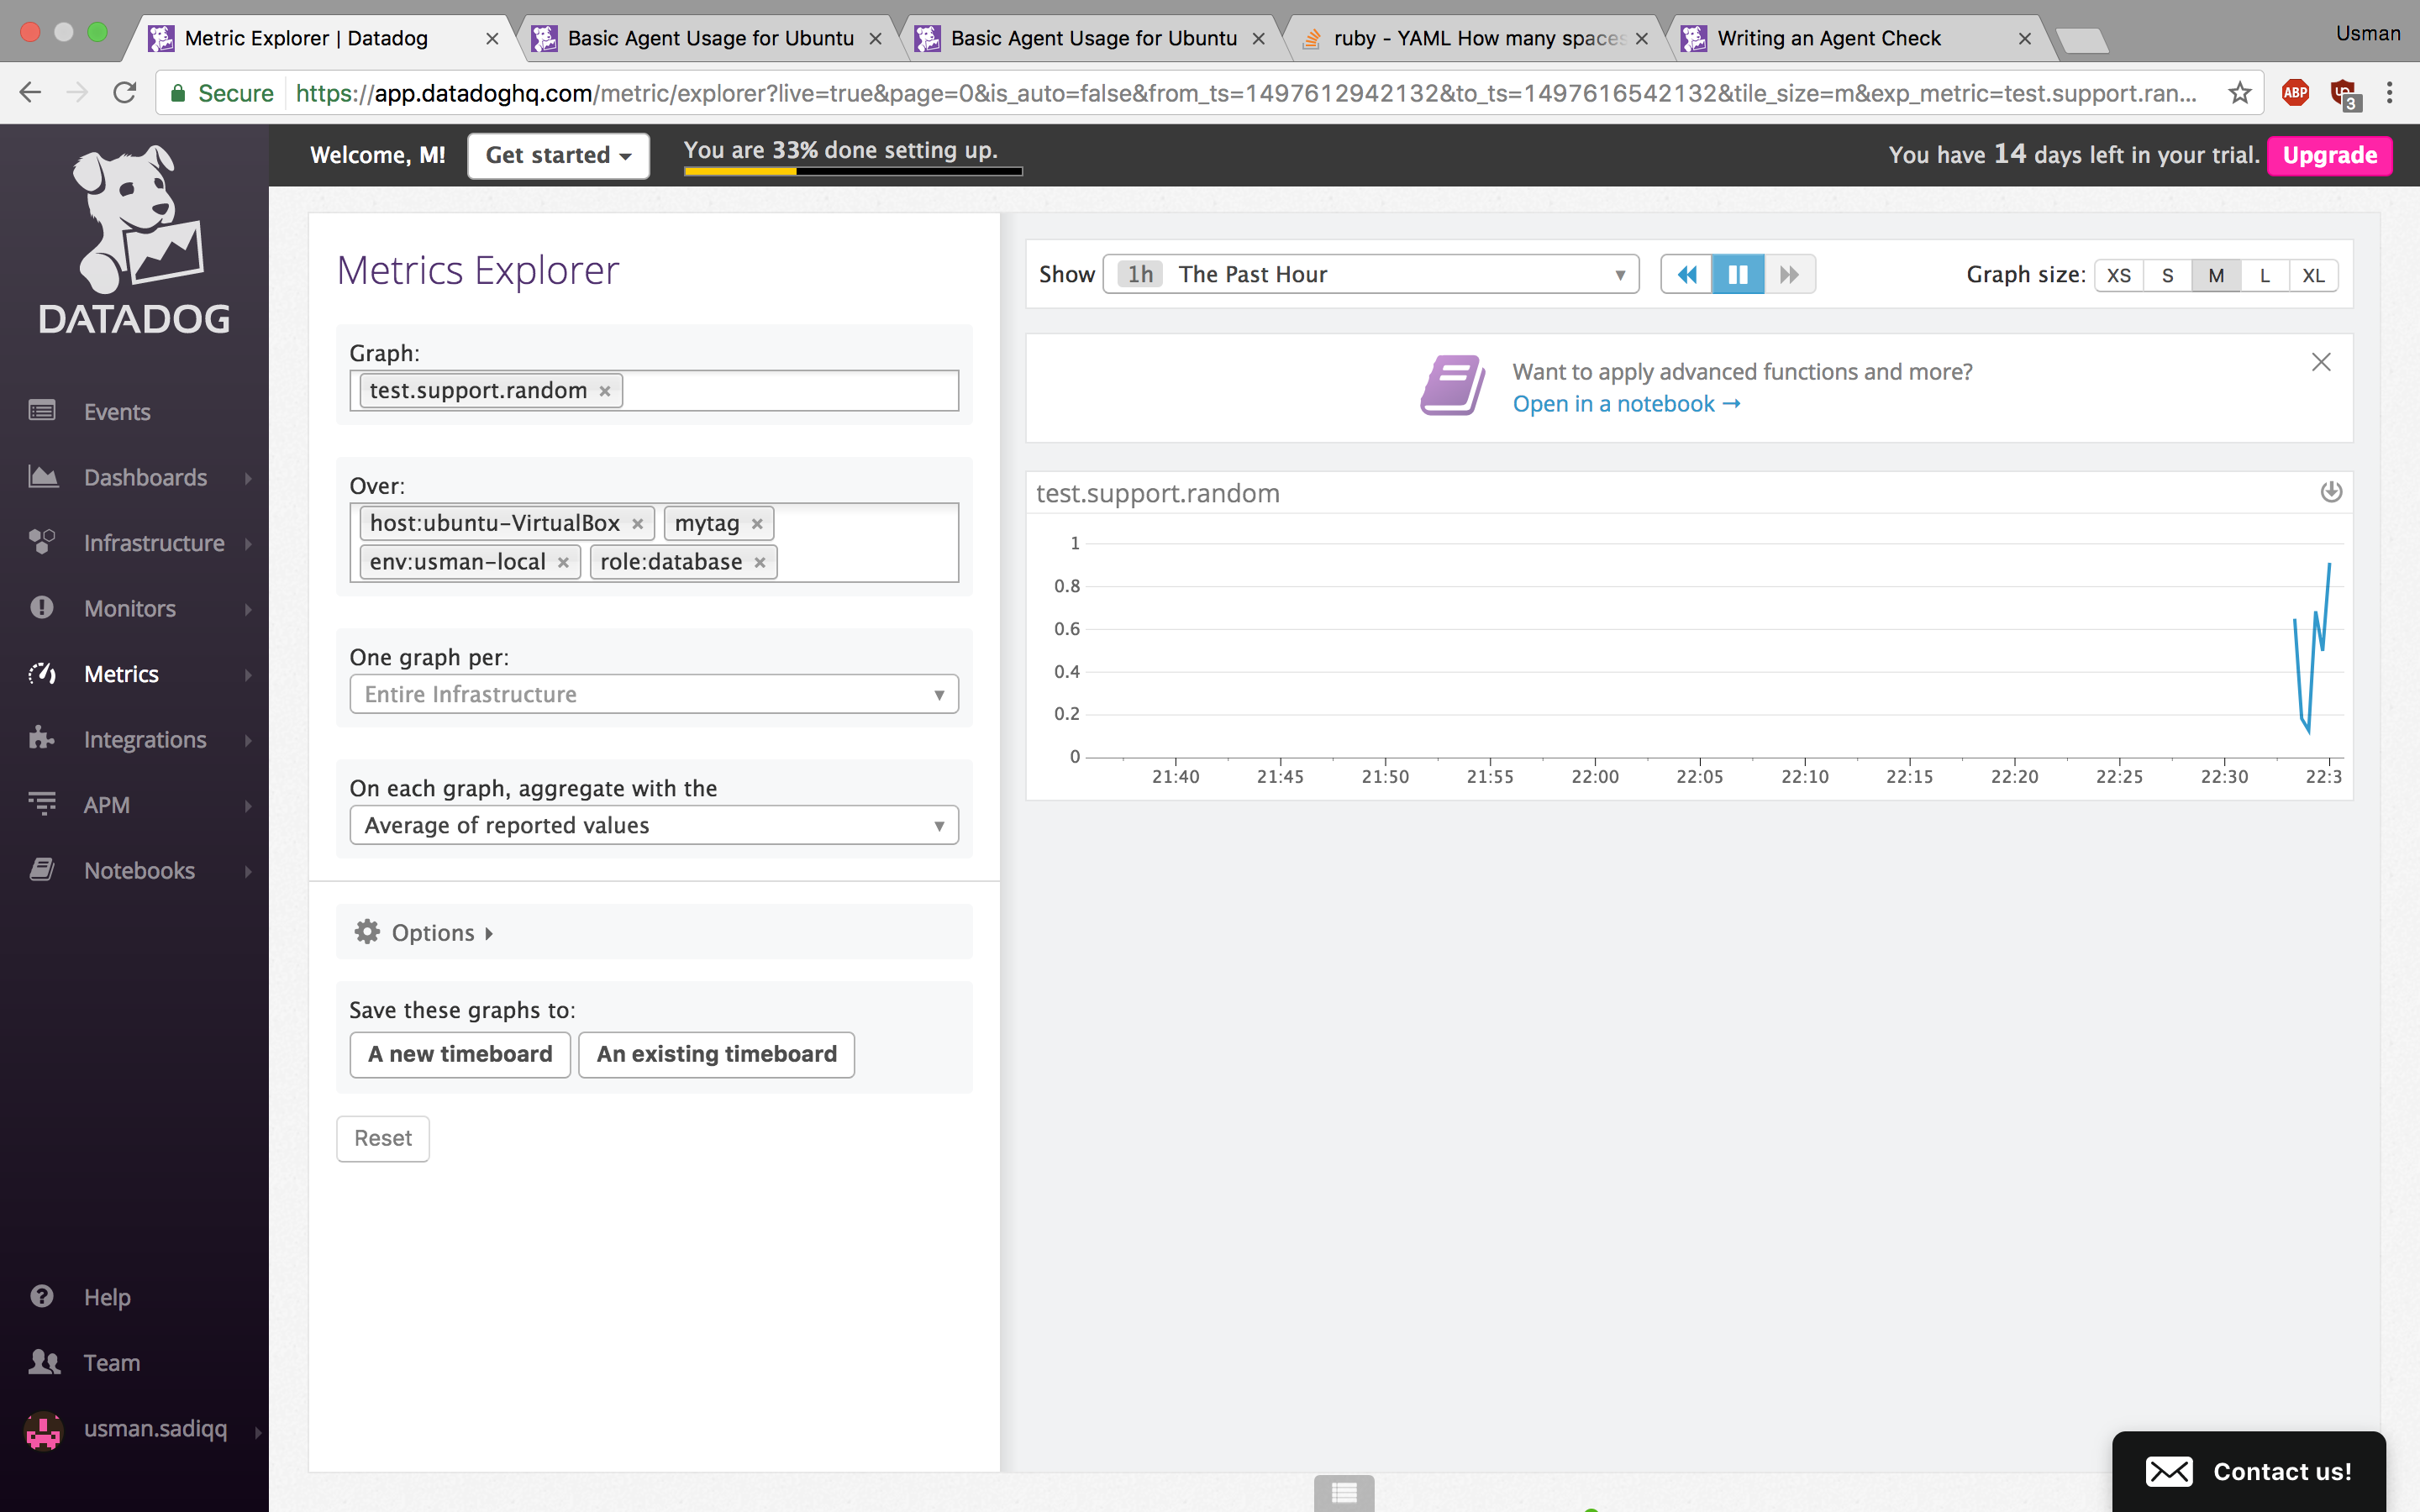 Metric Explorer | Datadog
Basic Agent Usage for Ubuntu
Basic Agent Usage for Ubuntu
ruby - YAML How many spaces
Writing an Agent Check
Usman
Secure
https://app.datadoghq.com/metric/explorer?live=true&page=0&is_auto=false&from_ts=1497612942132&to_ts=1497616542132&tile_size=m&exp_metric=test.support.ran...
ABP
3
Welcome, M!
Get started
You are 33% done setting up.
You have 14 days left in your trial.
Upgrade
DATADOG
Events
Dashboards
Infrastructure
Monitors
Metrics
Integrations
APM
Notebooks
Help
Team
usman.sadiqq
Metrics Explorer
Graph:
test.support.random ×
Over:
host:ubuntu-VirtualBox × mytag ×
env:usman-local × role:database ×
One graph per:
Entire Infrastructure
On each graph, aggregate with the
Average of reported values
Options
Save these graphs to:
A new timeboard
An existing timeboard
Reset
Show
1h The Past Hour
Graph size:
XS S M L XL
Want to apply advanced functions and more?
Open in a notebook →
test.support.random
1
0.8
0.6
0.4
0.2
0
21:40 21:45 21:50 21:55 22:00 22:05 22:10 22:15 22:20 22:25 22:30 22:3
Contact us!